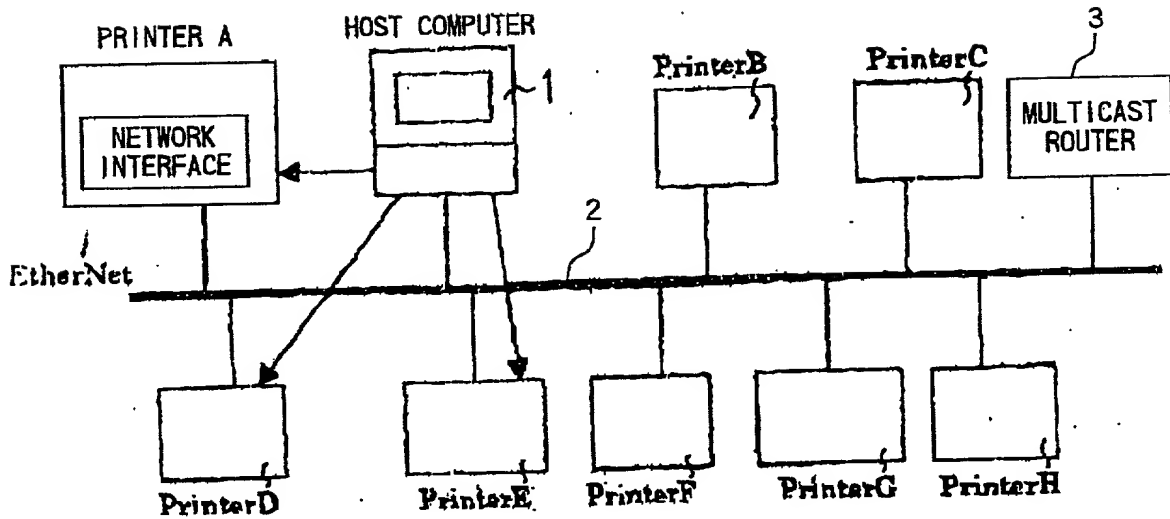 PRINTER A
HOST COMPUTER
3
PrinterB
PrinterC
1
NETWORK
INTERFACE
MULTICAST
ROUTER
2
EtherNet
PrinterD
PrinterE
PrinterF
PrinterG
PrinterH